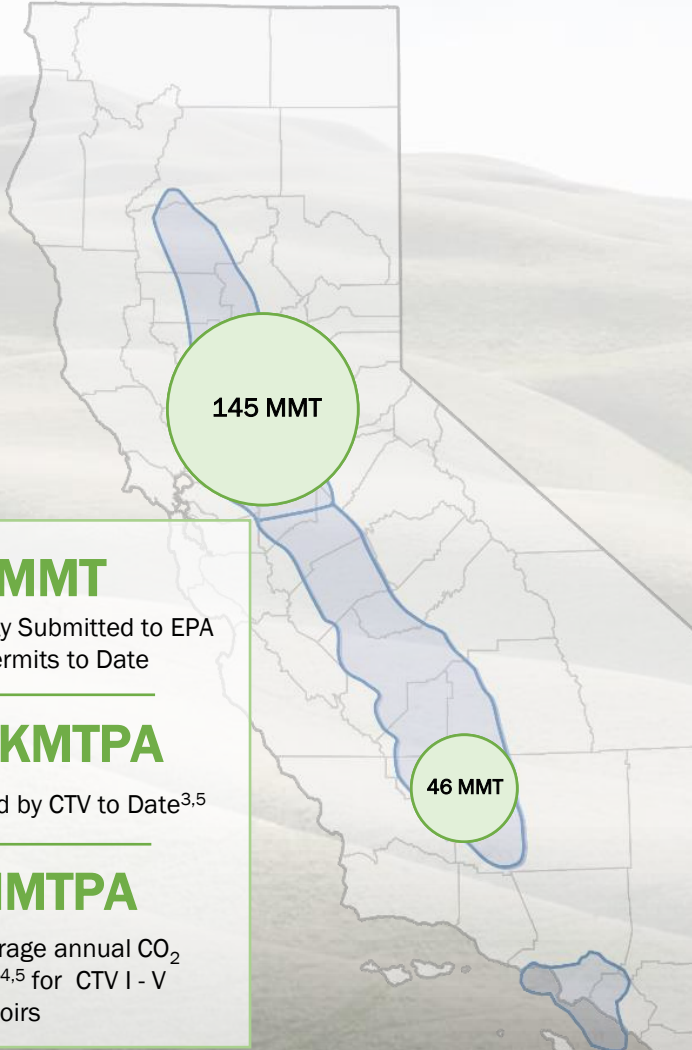 145 MMT
MMT
y Submitted to EPA
ermits to Date
KMTPA
d by CTV to Date3,5
46 MMT
MTPA
rage annual CO2
4,5 for CTV I - V
oirs